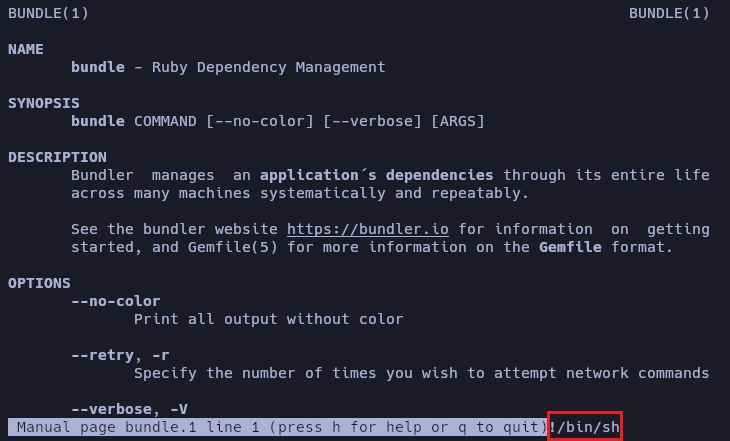 BUNDLE(1) BUNDLE(1)
NAME
bundle - Ruby Dependency Management
SYNOPSIS
bundle COMMAND [--no-color] [--verbose] [ARGS]
DESCRIPTION
Bundler manages an application´s dependencies through its entire life
across many machines systematically and repeatably.
See the bundler website https://bundler.io for information on getting
started, and Gemfile(5) for more information on the Gemfile format.
OPTIONS
--no-color
Print all output without color
--retry, -r
Specify the number of times you wish to attempt network commands
--verbose, -V
Manual page bundle.1 line 1 (press h for help or q to quit)!/bin/sh